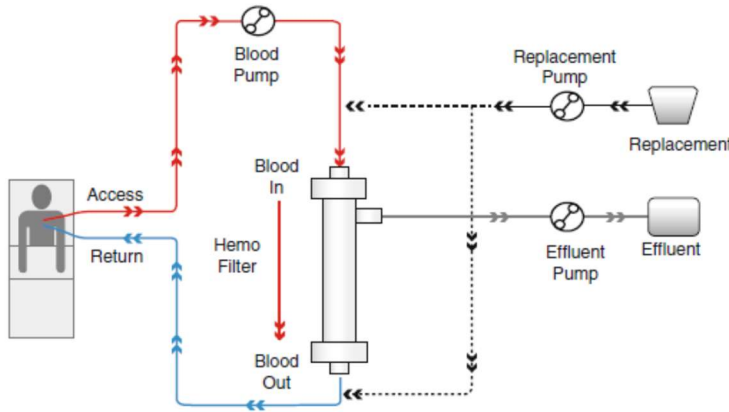 Blood
Pump
Replacement
Pump
Replacement
Access
Blood
In
Return
Hemo
Filter
Effluent
Pump
Effluent
Blood
Out